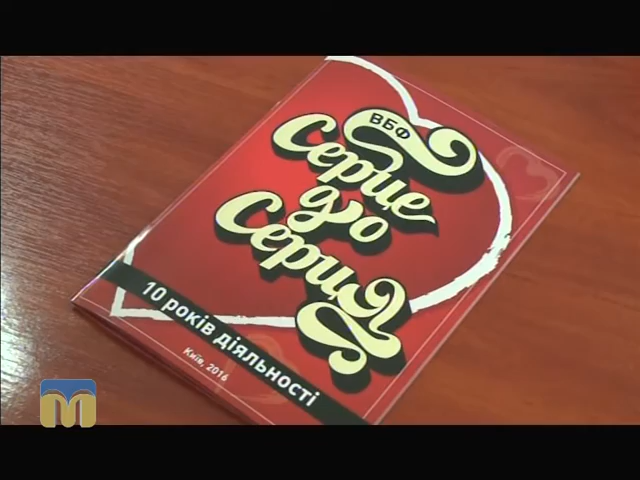 ВБФ
Серце
до
Серця
10 років діяльності
Київ, 2016
М